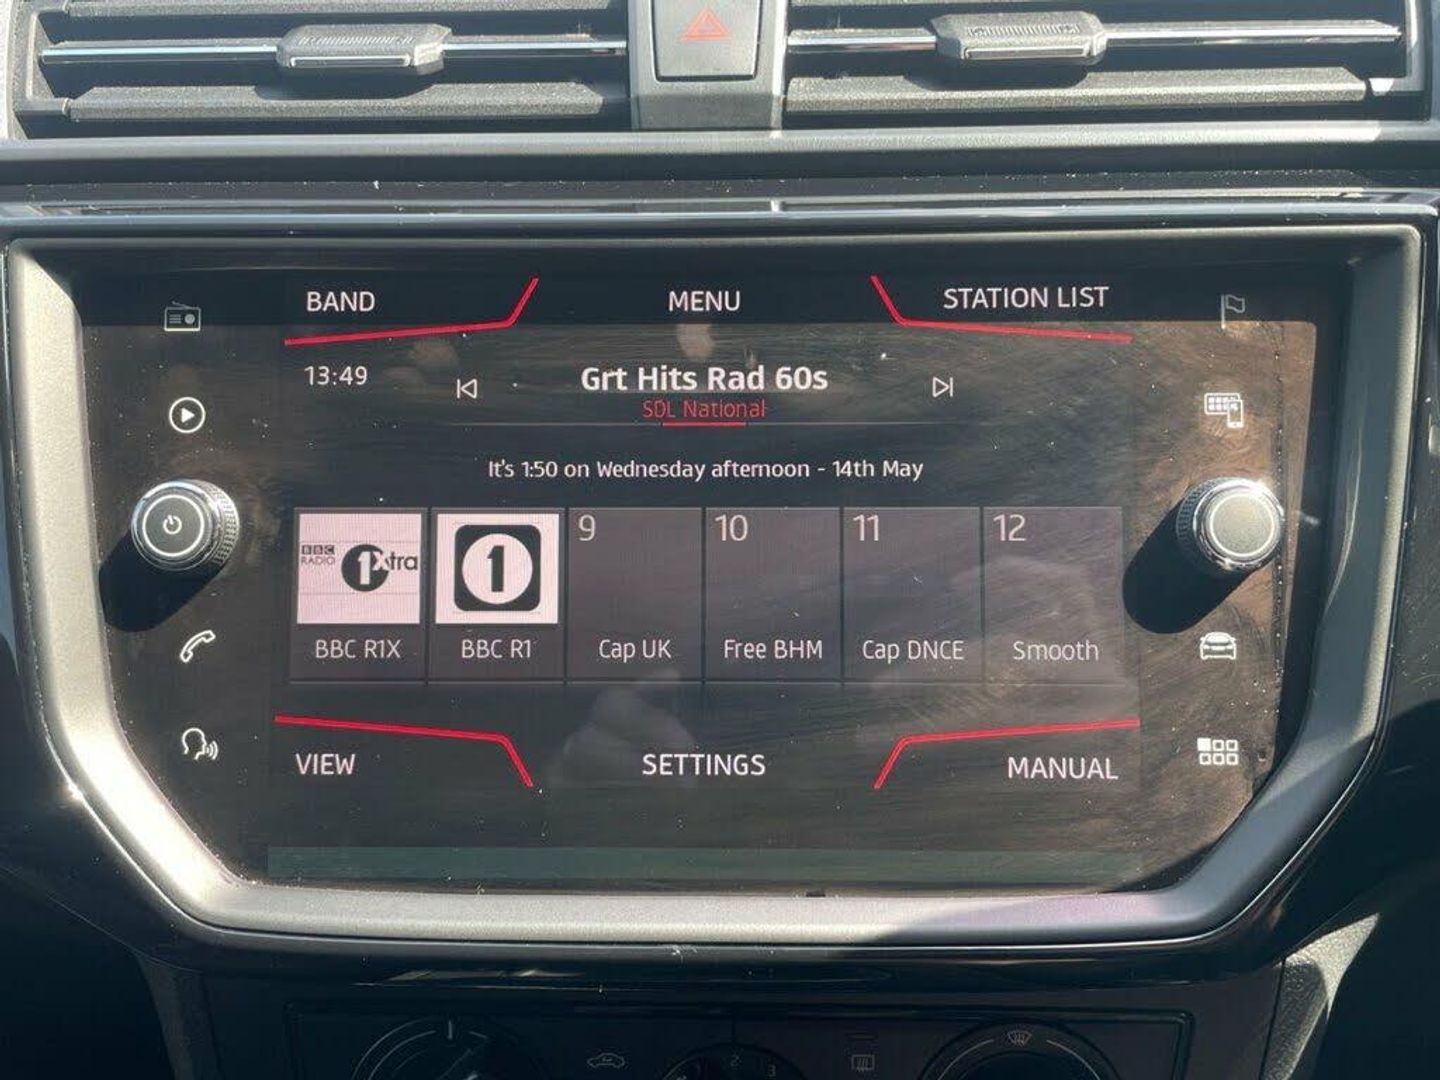 BAND MENU STATION LIST
13:49 Grt Hits Rad 60s
SDL National
It's 1:50 on Wednesday afternoon - 14th May
9 10 11 12
BBC RADIO 1Xtra 1
BBC R1X BBC R1 Cap UK Free BHM Cap DNCE Smooth
VIEW SETTINGS MANUAL
2
3